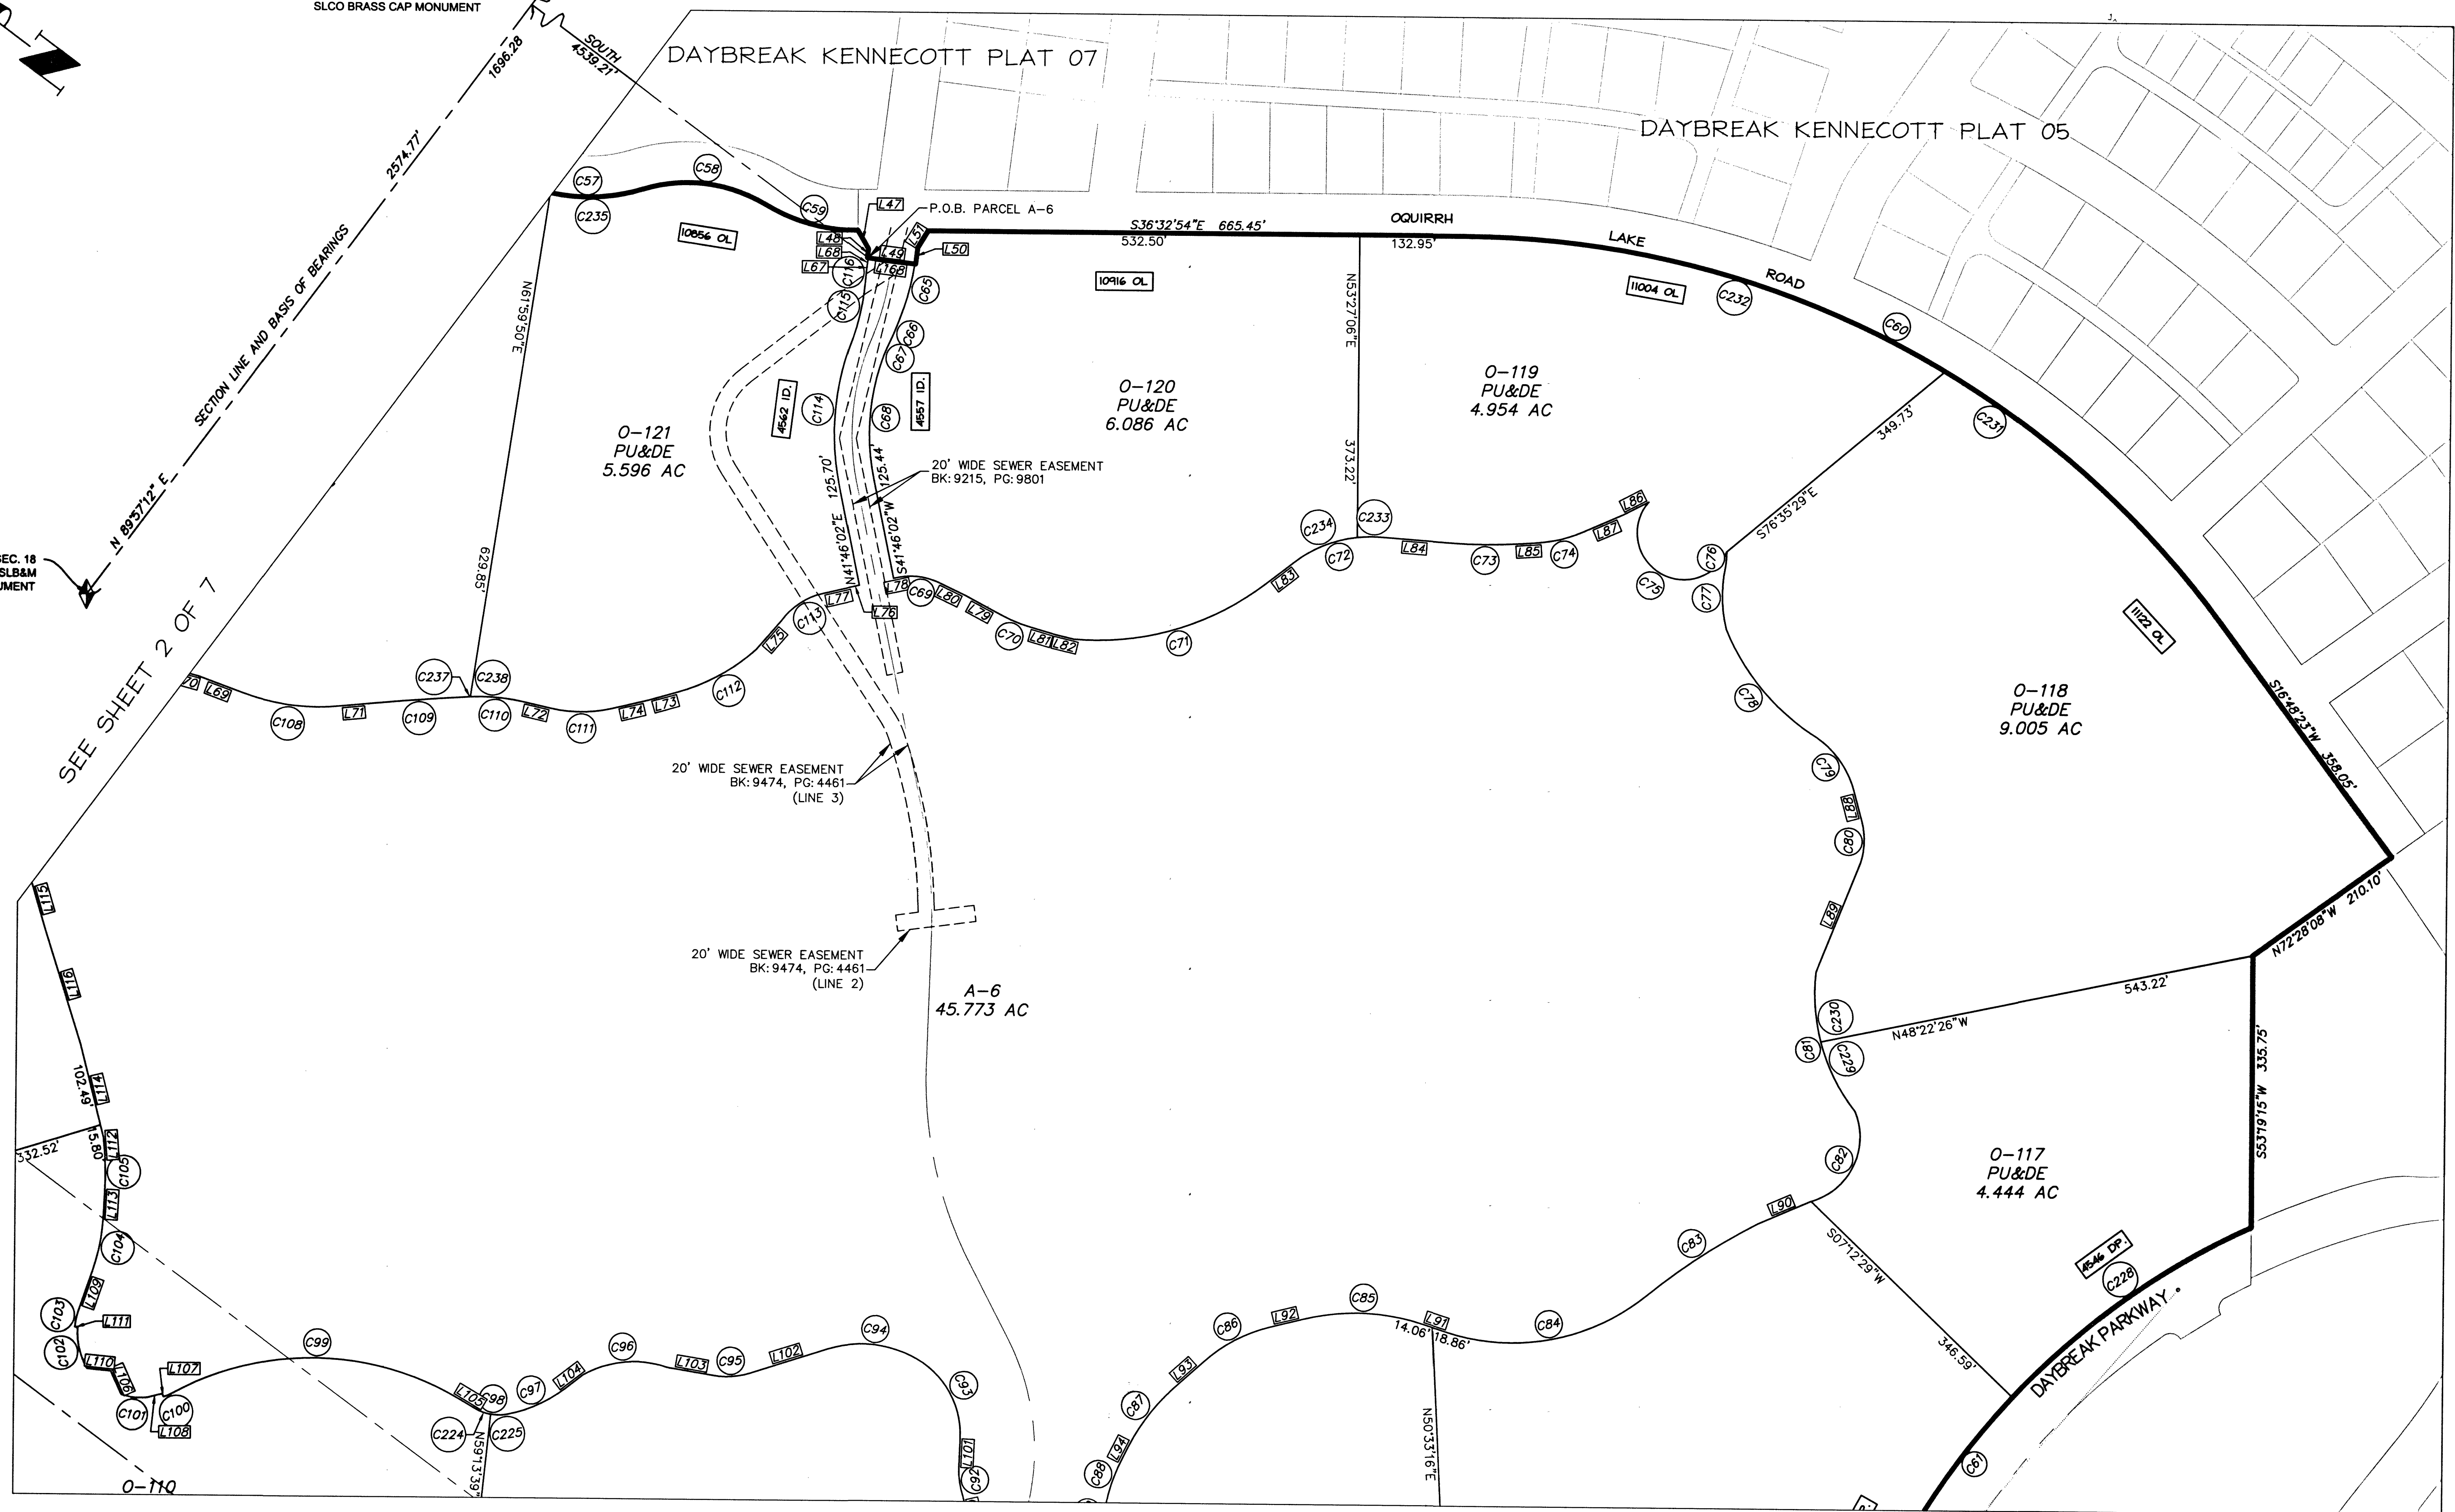 SLCO BRASS CAP MONUMENT
1696.28
SOUTH
4539.21'
DAYBREAK KENNECOTT PLAT 07
DAYBREAK KENNECOTT PLAT 05
2574.77'
SECTION LINE AND BASIS OF BEARINGS
N 89°57'12" E
SEC. 18
SLB&M
UMENT
SEE SHEET 2 OF 7
C57
C58
C59
C235
10856 OL
L47
P.O.B. PARCEL A-6
L48
L68
L67
L49
L168
L51
L50
C116
C115
C65
C66
C67
C68
C114
4562 ID.
4557 ID.
S36°32'54"E 665.45'
532.50'
132.95'
OQUIRRH
LAKE
ROAD
10916 OL
11004 OL
C232
C60
C231
11122 OL
N61°59'50"E
629.85'
O-121
PU&DE
5.596 AC
O-120
PU&DE
6.086 AC
O-119
PU&DE
4.954 AC
N53°27'06"E
373.22'
349.73'
S76°35'29"E
20' WIDE SEWER EASEMENT
BK: 9215, PG: 9801
125.70'
N41°46'02"E
125.44'
S41°46'02"W
L77
L78
L76
C69
L80
L79
C70
L81
L82
C71
L83
C234
C72
C233
L84
C73
L85
C74
L87
L86
C75
C76
C77
C78
C79
L88
C80
L89
C113
L75
C112
L73
L74
C111
L72
C110
C238
C237
C109
L71
C108
L69
70
20' WIDE SEWER EASEMENT
BK: 9474, PG: 4461
(LINE 3)
20' WIDE SEWER EASEMENT
BK: 9474, PG: 4461
(LINE 2)
A-6
45.773 AC
O-118
PU&DE
9.005 AC
S16°48'23"W 358.05'
N72°28'08"W 210.10'
543.22'
N48°22'26"W
C230
C81
C229
C82
S53°19'15"W 335.75'
O-117
PU&DE
4.444 AC
L90
C83
S07°12'29"W
346.59'
4546 DP.
C228
DAYBREAK PARKWAY
C61
L115
L116
L114
102.49'
15.80
L112
C105
332.52'
L113
C104
L109
C103
L111
C102
L110
L106
C101
L107
C100
L108
O-110
C99
L105
C98
C224
C225
N59°13'39"
C97
L104
C96
L103
C95
L102
C94
C93
L101
C92
C88
L94
C87
L93
C86
L92
C85
L91
14.06'
18.86'
C84
N50°33'16"E